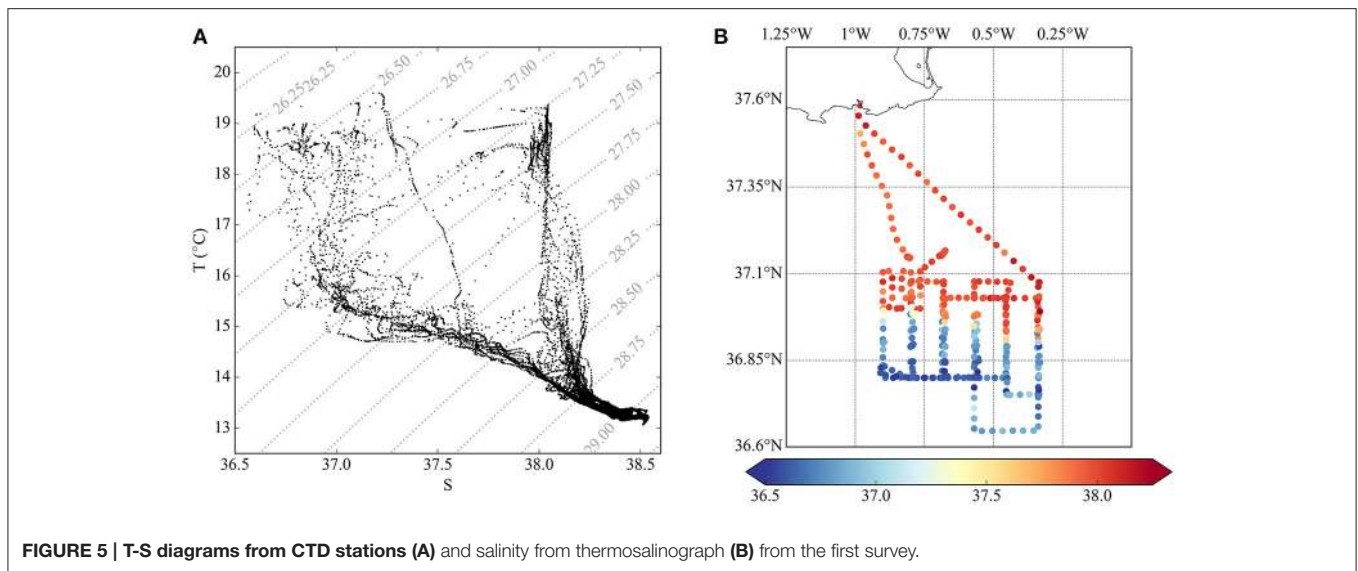 A
20
19
18
17
16
15
14
13
T (°C)
36.5 37.0 37.5 38.0 38.5
S
26.25
26.25
26.50
26.75
27.00
27.25
27.50
27.75
28.00
28.25
28.50
28.75
29.00
B
1.25°W 1°W 0.75°W 0.5°W 0.25°W
37.6°N
37.35°N
37.1°N
36.85°N
36.6°N
36.5 37.0 37.5 38.0
FIGURE 5 | T-S diagrams from CTD stations (A) and salinity from thermosalinograph (B) from the first survey.